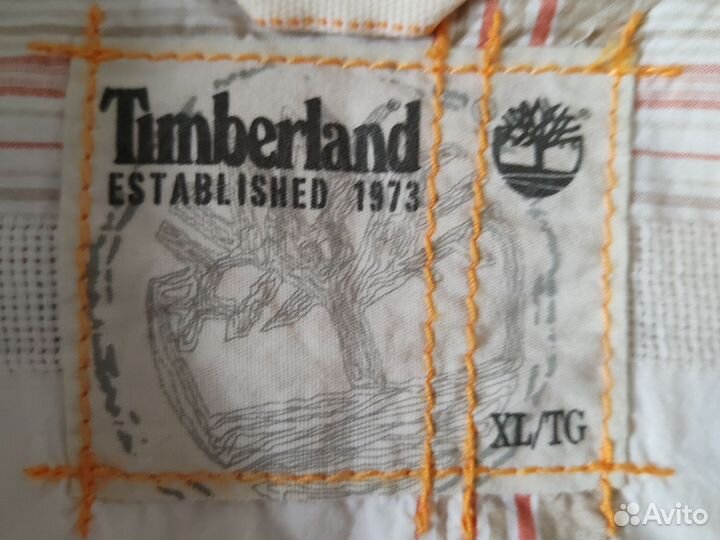 Timberland
ESTABLISHED 1973
XL/TG
Avito